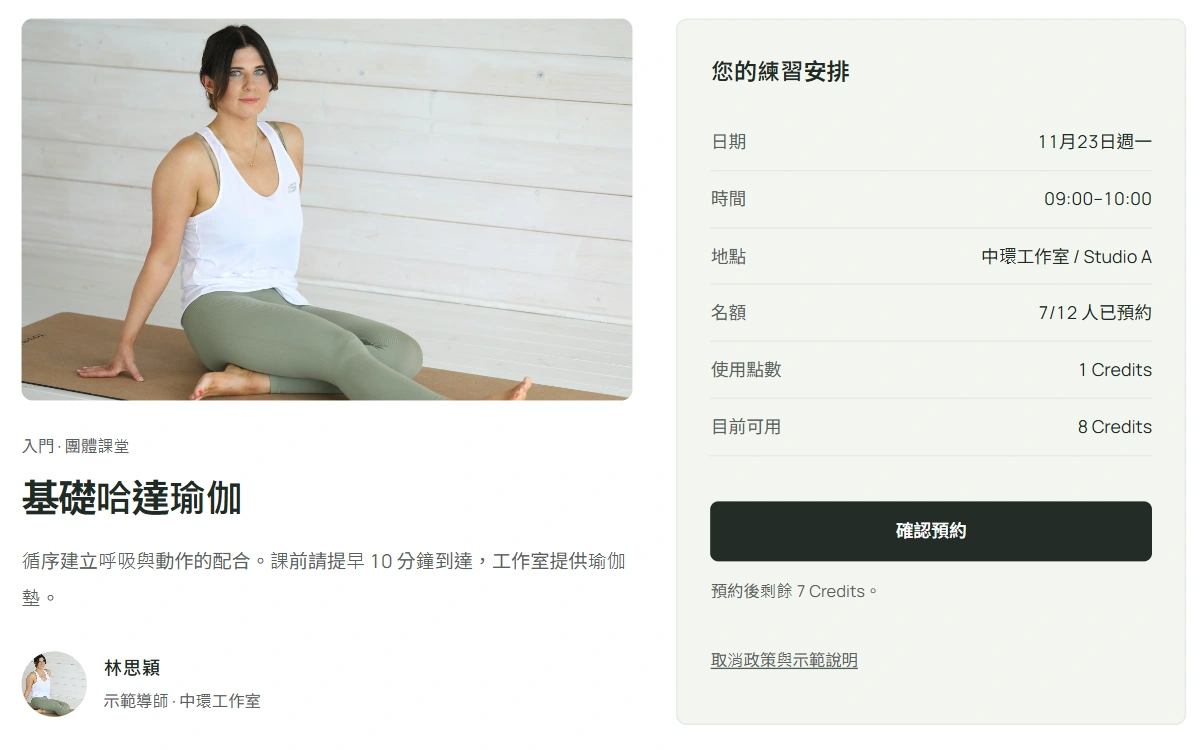 入門 · 團體課堂
基礎哈達瑜伽
循序建立呼吸與動作的配合。課前請提早 10 分鐘到達，工作室提供瑜伽
墊。
林思穎
示範導師 · 中環工作室
您的練習安排
日期 11月23日週一
時間 09:00–10:00
地點 中環工作室 / Studio A
名額 7/12 人已預約
使用點數 1 Credits
目前可用 8 Credits
確認預約
預約後剩餘 7 Credits。
取消政策與示範說明